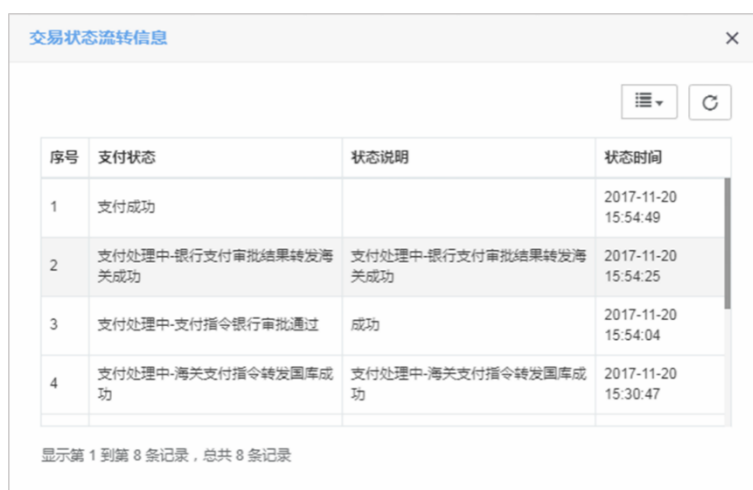 交易状态流转信息
序号 支付状态 状态说明 状态时间
1 支付成功 2017-11-20
15:54:49
2 支付处理中-银行支付审批结果转发海 支付处理中-银行支付审批结果转发海 2017-11-20
关成功 关成功 15:54:25
3 支付处理中-支付指令银行审批通过 成功 2017-11-20
15:54:04
4 支付处理中-海关支付指令转发国库成 支付处理中-海关支付指令转发国库成 2017-11-20
功 功 15:30:47
显示第 1 到第 8 条记录，总共 8 条记录